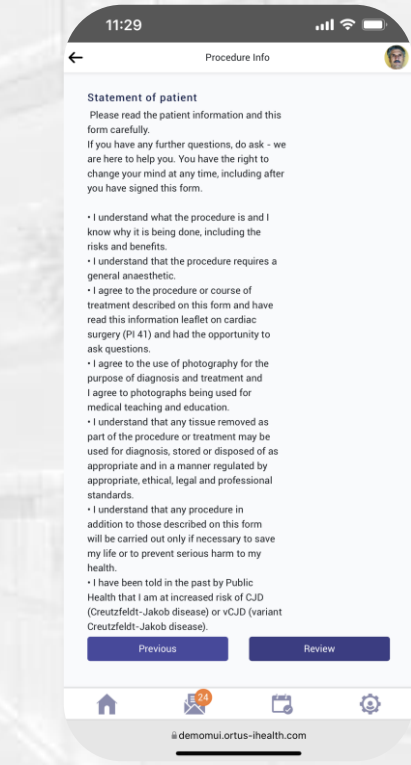 11:29
Procedure Info
Statement of patient
Please read the patient information and this
form carefully.
If you have any further questions, do ask - we
are here to help you. You have the right to
change your mind at any time, including after
you have signed this form.
• I understand what the procedure is and I
know why it is being done, including the
risks and benefits.
• I understand that the procedure requires a
general anaesthetic.
• I agree to the procedure or course of
treatment described on this form and have
read this information leaflet on cardiac
surgery (PI 41) and had the opportunity to
ask questions.
• I agree to the use of photography for the
purpose of diagnosis and treatment and
I agree to photographs being used for
medical teaching and education.
• I understand that any tissue removed as
part of the procedure or treatment may be
used for diagnosis, stored or disposed of as
appropriate and in a manner regulated by
appropriate, ethical, legal and professional
standards.
• I understand that any procedure in
addition to those described on this form
will be carried out only if necessary to save
my life or to prevent serious harm to my
health.
• I have been told in the past by Public
Health that I am at increased risk of CJD
(Creutzfeldt-Jakob disease) or vCJD (variant
Creutzfeldt-Jakob disease).
Previous
Review
24
demomui.ortus-ihealth.com